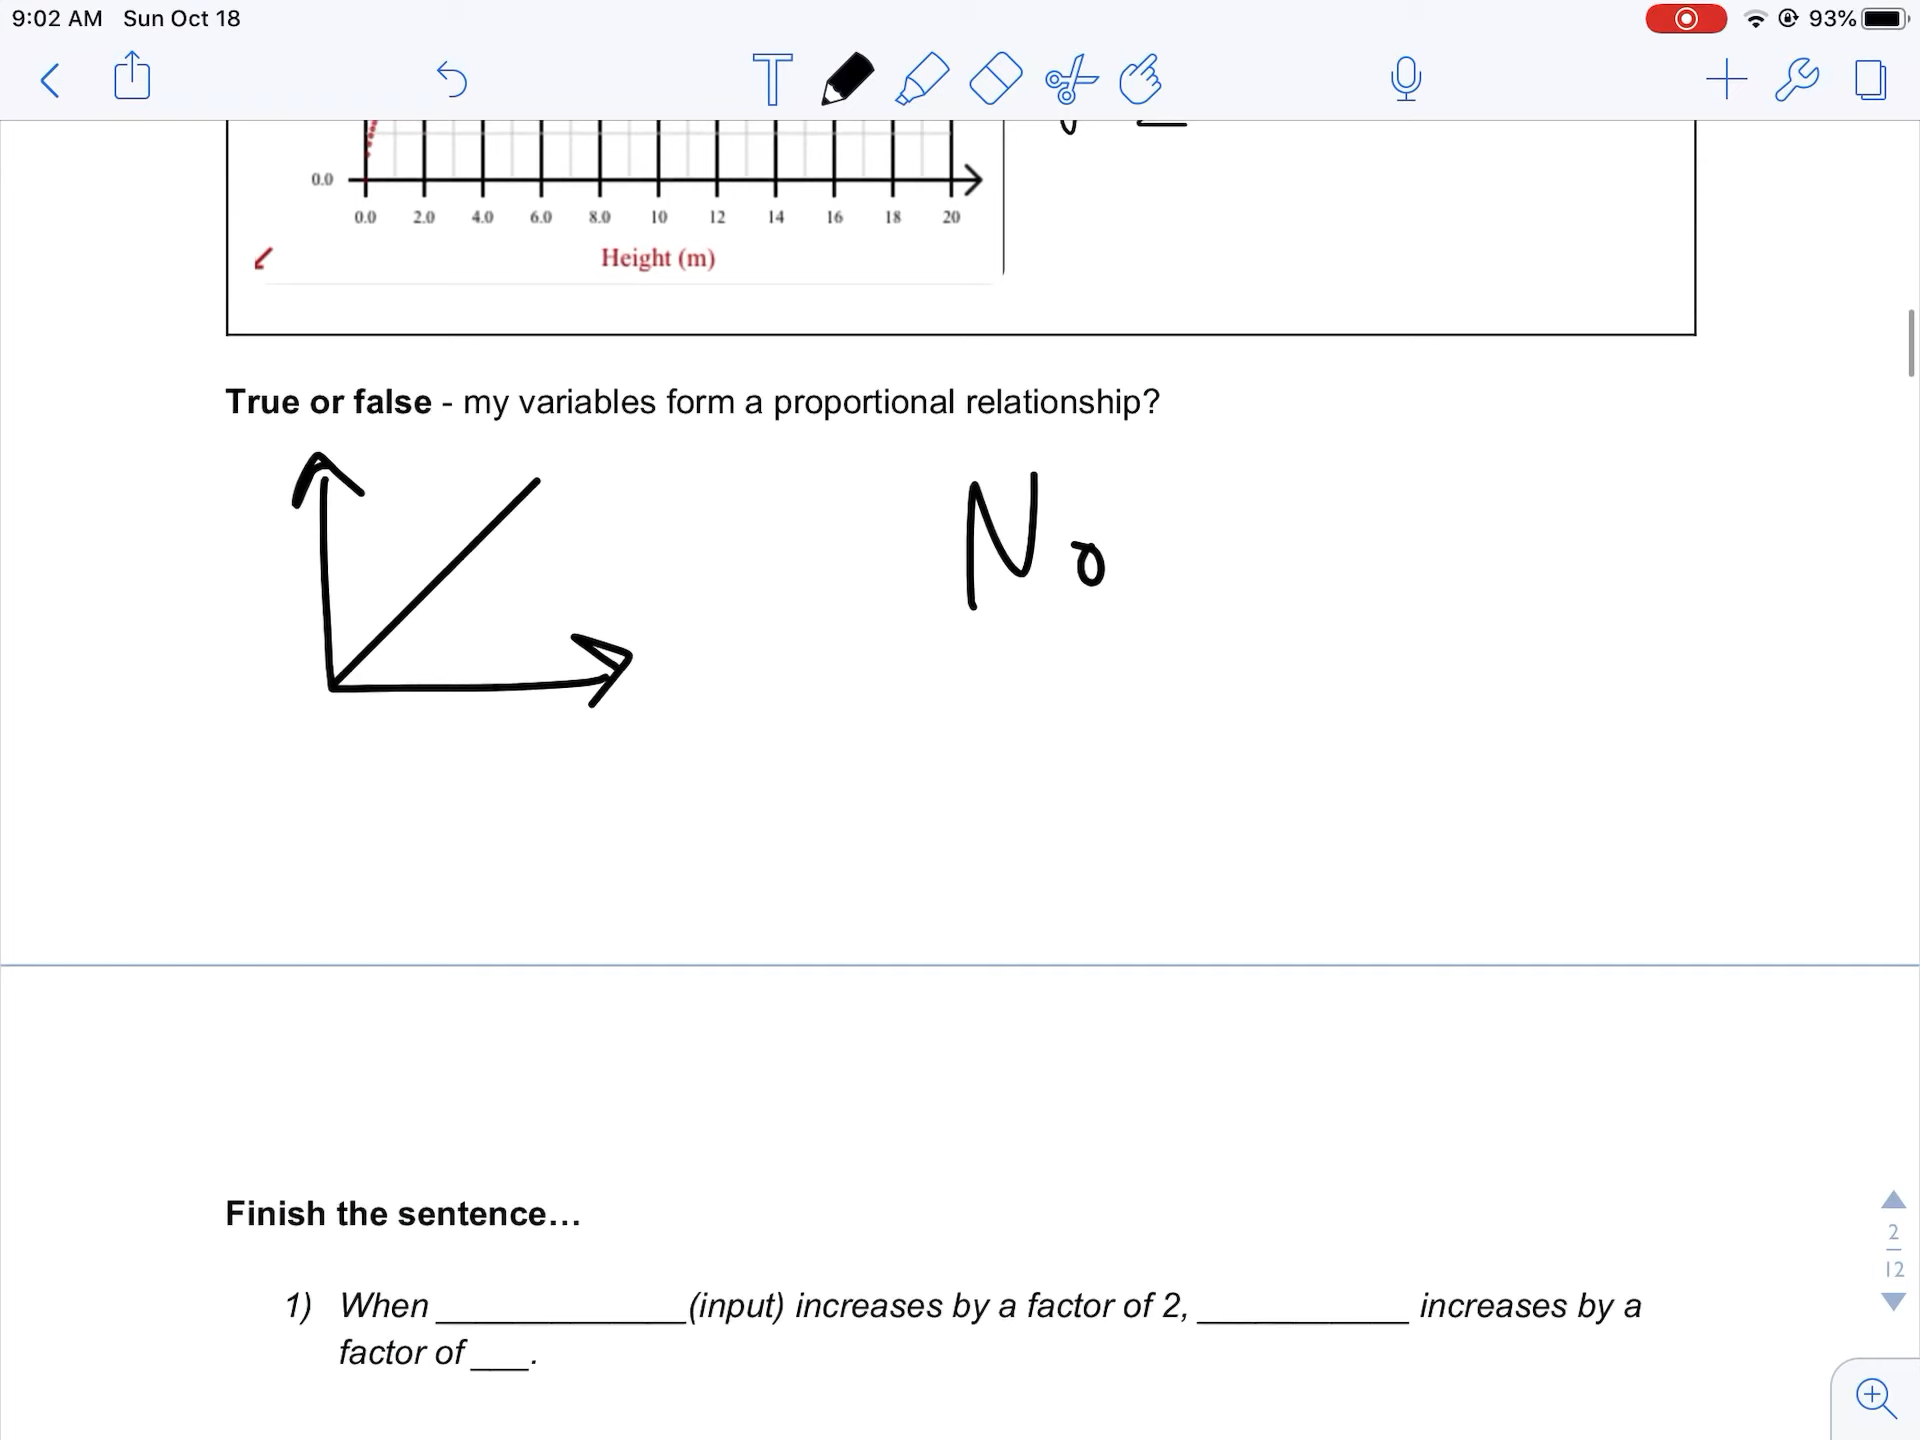 9:02 AM Sun Oct 18
93%
T
0.0
0.0 2.0 4.0 6.0 8.0 10 12 14 16 18 20
Height (m)
True or false - my variables form a proportional relationship?
No
Finish the sentence...
2
12
1) When _____________(input) increases by a factor of 2, ___________ increases by a
factor of ___.